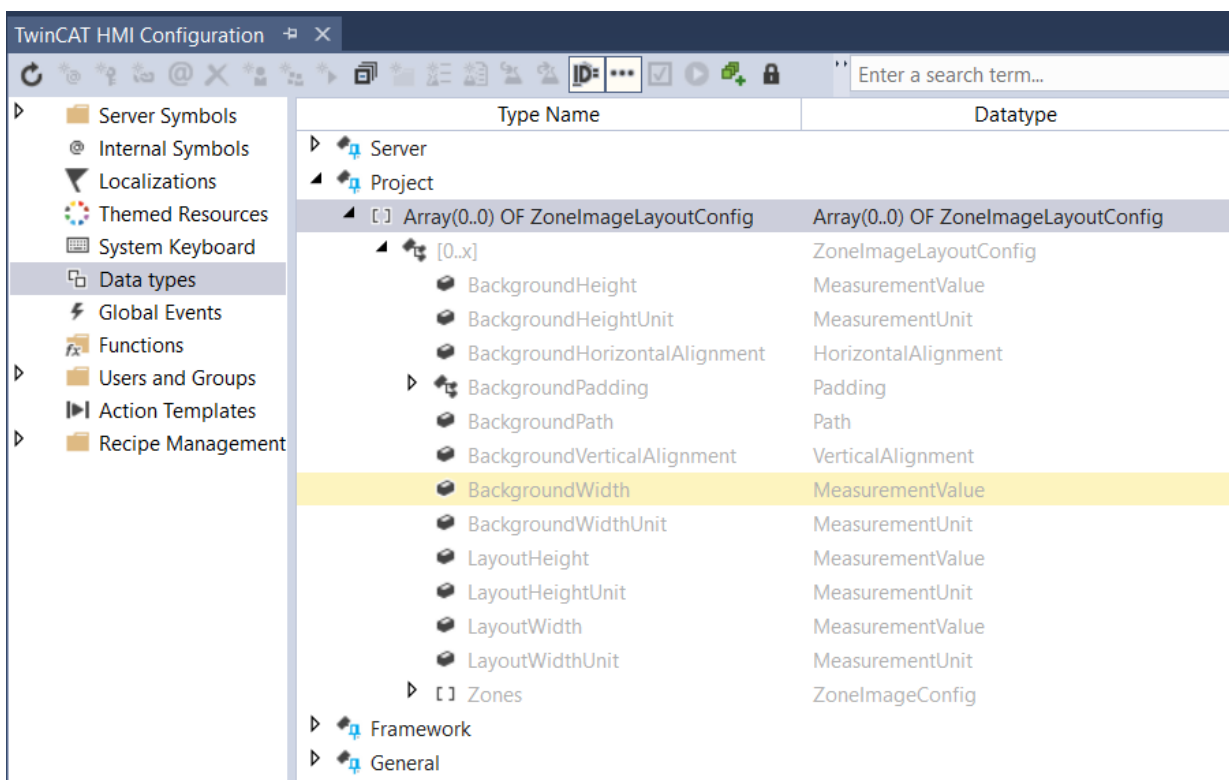 TwinCAT HMI Configuration
Enter a search term...
Server Symbols
Internal Symbols
Localizations
Themed Resources
System Keyboard
Data types
Global Events
Functions
Users and Groups
Action Templates
Recipe Management
Type Name Datatype
Server
Project
Array(0..0) OF ZoneImageLayoutConfig Array(0..0) OF ZoneImageLayoutConfig
[0..x] ZoneImageLayoutConfig
BackgroundHeight MeasurementValue
BackgroundHeightUnit MeasurementUnit
BackgroundHorizontalAlignment HorizontalAlignment
BackgroundPadding Padding
BackgroundPath Path
BackgroundVerticalAlignment VerticalAlignment
BackgroundWidth MeasurementValue
BackgroundWidthUnit MeasurementUnit
LayoutHeight MeasurementValue
LayoutHeightUnit MeasurementUnit
LayoutWidth MeasurementValue
LayoutWidthUnit MeasurementUnit
Zones ZoneImageConfig
Framework
General